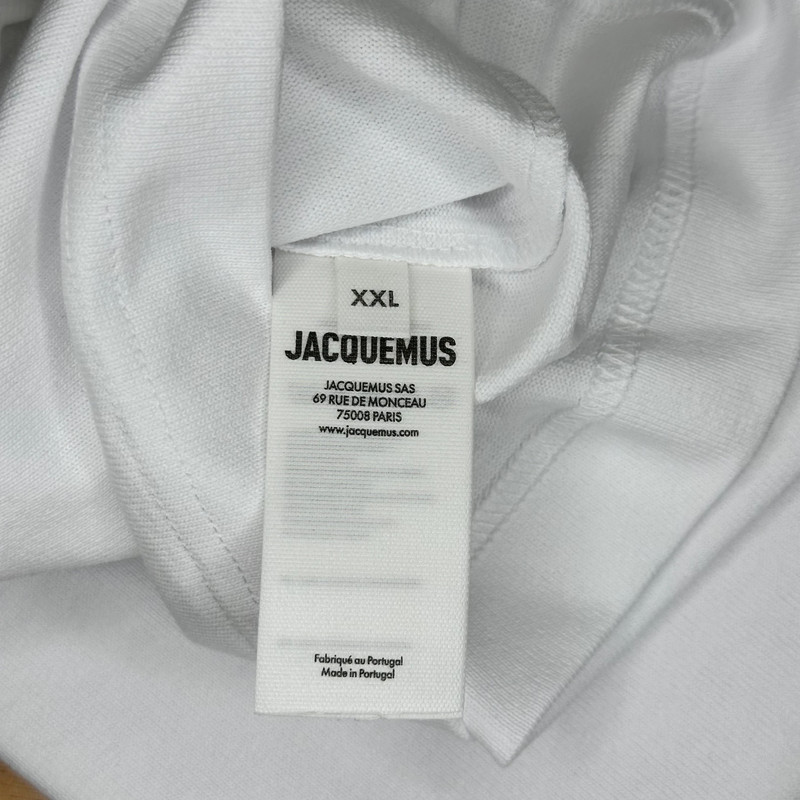 XXL
JACQUEMUS
JACQUEMUS SAS
69 RUE DE MONCEAU
75008 PARIS
www.jacquemus.com
Fabriqué au Portugal
Made in Portugal